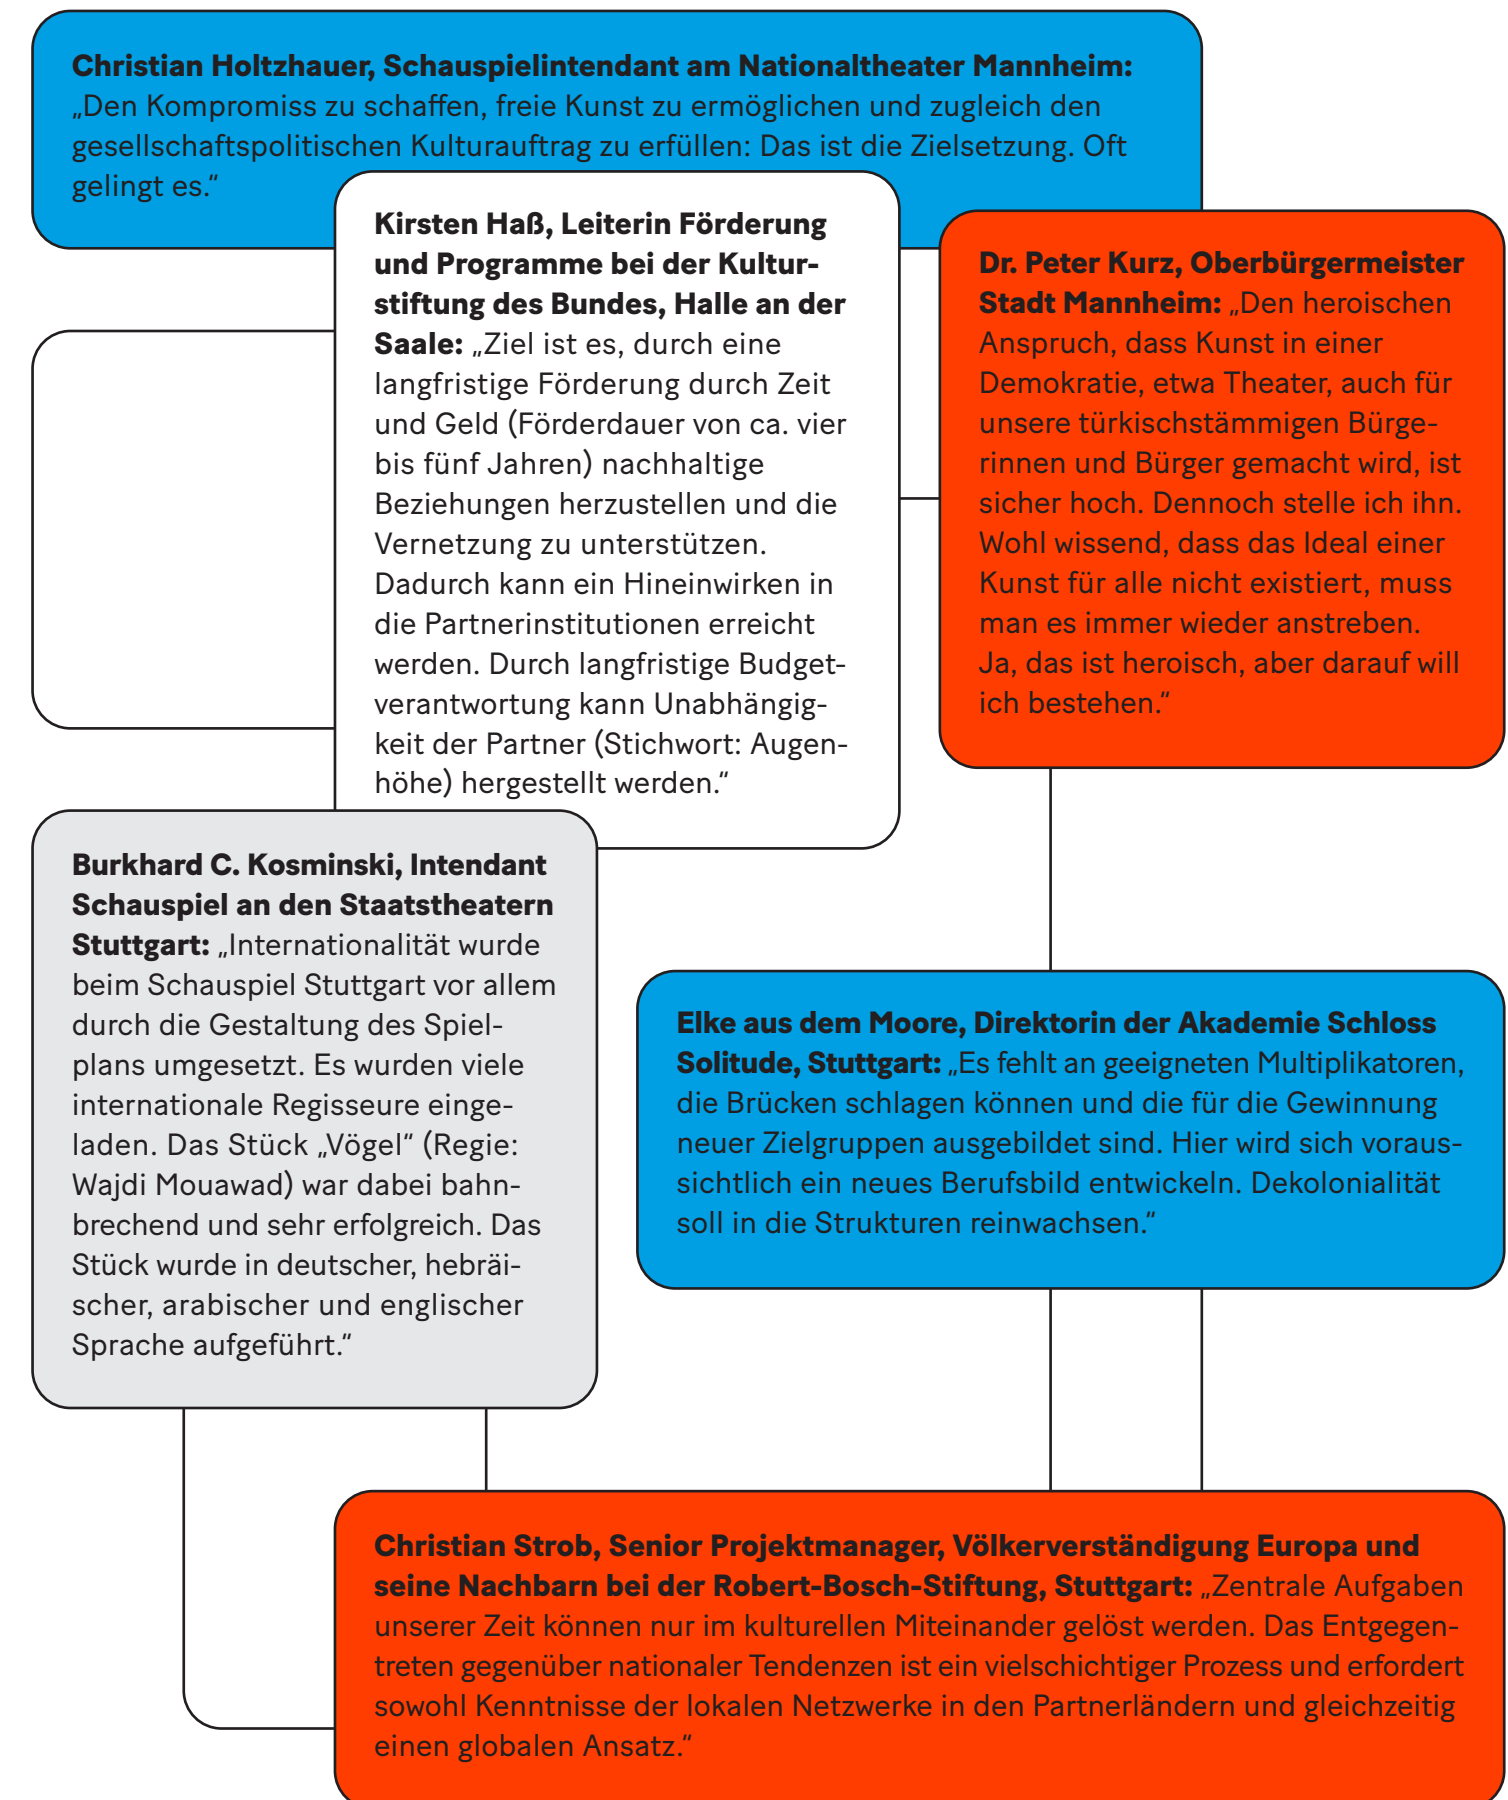 Christian Holtzhauer, Schauspielintendant am Nationaltheater Mannheim:
„Den Kompromiss zu schaffen, freie Kunst zu ermöglichen und zugleich den
gesellschaftspolitischen Kulturauftrag zu erfüllen: Das ist die Zielsetzung. Oft
gelingt es.“
Kirsten Haß, Leiterin Förderung
und Programme bei der Kultur-
stiftung des Bundes, Halle an der
Saale: „Ziel ist es, durch eine
langfristige Förderung durch Zeit
und Geld (Förderdauer von ca. vier
bis fünf Jahren) nachhaltige
Beziehungen herzustellen und die
Vernetzung zu unterstützen.
Dadurch kann ein Hineinwirken in
die Partnerinstitutionen erreicht
werden. Durch langfristige Budget-
verantwortung kann Unabhängig-
keit der Partner (Stichwort: Augen-
höhe) hergestellt werden.“
Dr. Peter Kurz, Oberbürgermeister
Stadt Mannheim: „Den heroischen
Anspruch, dass Kunst in einer
Demokratie, etwa Theater, auch für
unsere türkischstämmigen Bürge-
rinnen und Bürger gemacht wird, ist
sicher hoch. Dennoch stelle ich ihn.
Wohl wissend, dass das Ideal einer
Kunst für alle nicht existiert, muss
man es immer wieder anstreben.
Ja, das ist heroisch, aber darauf will
ich bestehen.“
Burkhard C. Kosminski, Intendant
Schauspiel an den Staatstheatern
Stuttgart: „Internationalität wurde
beim Schauspiel Stuttgart vor allem
durch die Gestaltung des Spiel-
plans umgesetzt. Es wurden viele
internationale Regisseure einge-
laden. Das Stück „Vögel“ (Regie:
Wajdi Mouawad) war dabei bahn-
brechend und sehr erfolgreich. Das
Stück wurde in deutscher, hebräi-
scher, arabischer und englischer
Sprache aufgeführt.“
Elke aus dem Moore, Direktorin der Akademie Schloss
Solitude, Stuttgart: „Es fehlt an geeigneten Multiplikatoren,
die Brücken schlagen können und die für die Gewinnung
neuer Zielgruppen ausgebildet sind. Hier wird sich voraus-
sichtlich ein neues Berufsbild entwickeln. Dekolonialität
soll in die Strukturen reinwachsen.“
Christian Strob, Senior Projektmanager, Völkerverständigung Europa und
seine Nachbarn bei der Robert-Bosch-Stiftung, Stuttgart: „Zentrale Aufgaben
unserer Zeit können nur im kulturellen Miteinander gelöst werden. Das Entgegen-
treten gegenüber nationaler Tendenzen ist ein vielschichtiger Prozess und erfordert
sowohl Kenntnisse der lokalen Netzwerke in den Partnerländern und gleichzeitig
einen globalen Ansatz.“